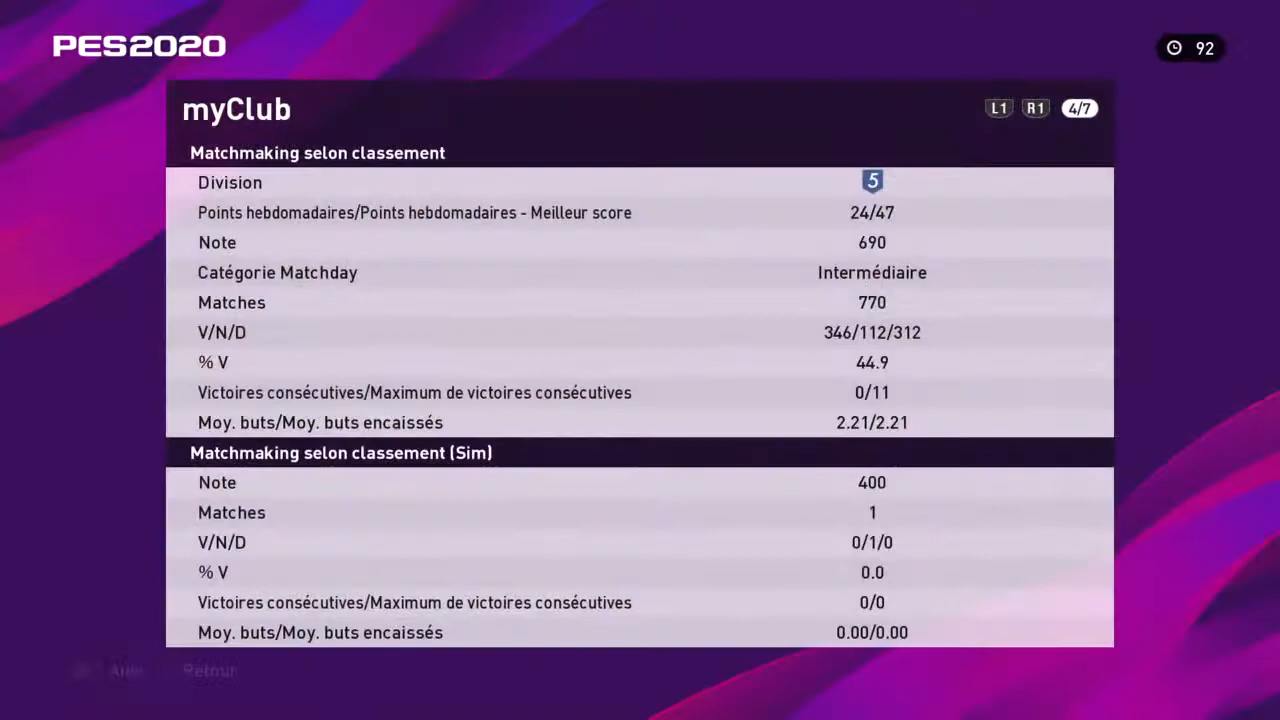 PES2020
92
myClub
L1 R1 4/7
Matchmaking selon classement
Division 5
Points hebdomadaires/Points hebdomadaires - Meilleur score 24/47
Note 690
Catégorie Matchday Intermédiaire
Matches 770
V/N/D 346/112/312
% V 44.9
Victoires consécutives/Maximum de victoires consécutives 0/11
Moy. buts/Moy. buts encaissés 2.21/2.21
Matchmaking selon classement (Sim)
Note 400
Matches 1
V/N/D 0/1/0
% V 0.0
Victoires consécutives/Maximum de victoires consécutives 0/0
Moy. buts/Moy. buts encaissés 0.00/0.00
Aide Retour